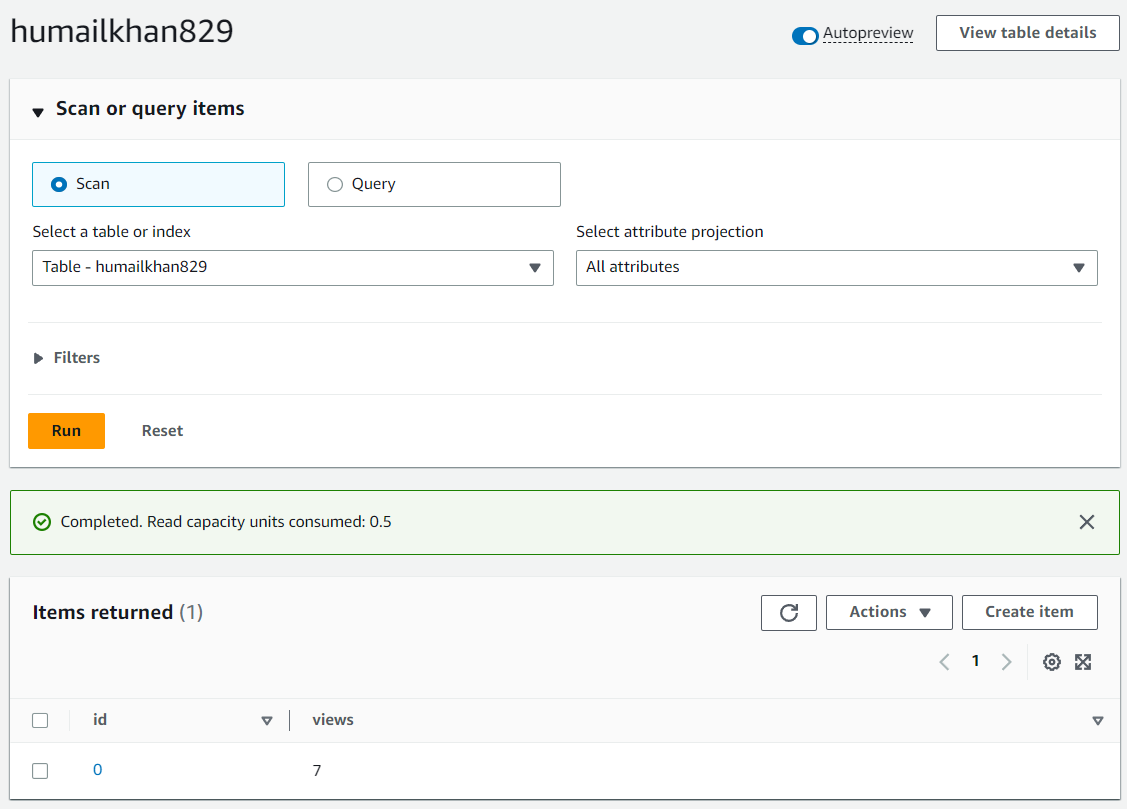 humailkhan829
Autopreview
View table details
Scan or query items
Scan
Query
Select a table or index
Select attribute projection
Table - humailkhan829
All attributes
Filters
Run
Reset
Completed. Read capacity units consumed: 0.5
Items returned (1)
Actions
Create item
1
id
views
0
7